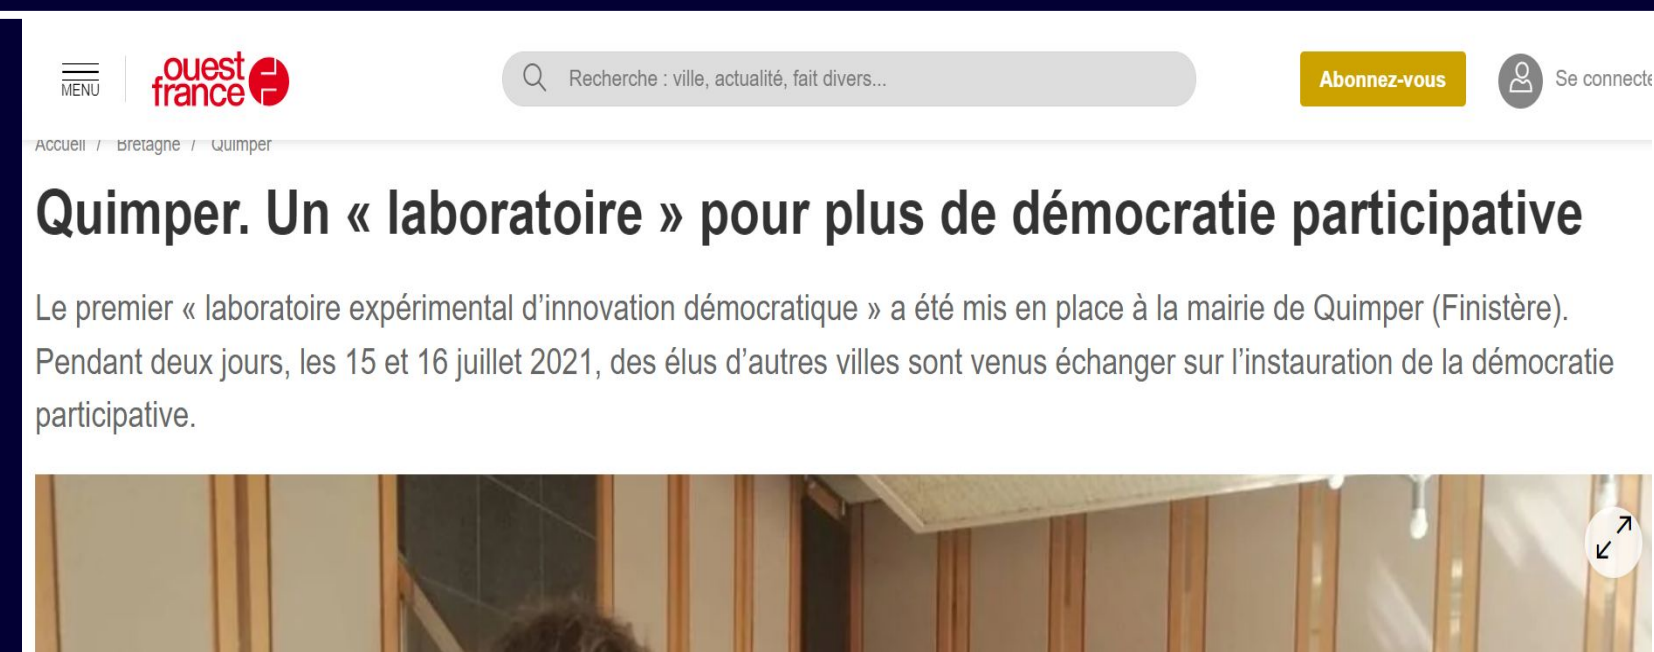 MENU
ouest
france
Recherche : ville, actualité, fait divers...
Abonnez-vous
Se connecte
Accueil / Bretagne / Quimper
Quimper. Un « laboratoire » pour plus de démocratie participative
Le premier « laboratoire expérimental d’innovation démocratique » a été mis en place à la mairie de Quimper (Finistère).
Pendant deux jours, les 15 et 16 juillet 2021, des élus d’autres villes sont venus échanger sur l’instauration de la démocratie
participative.